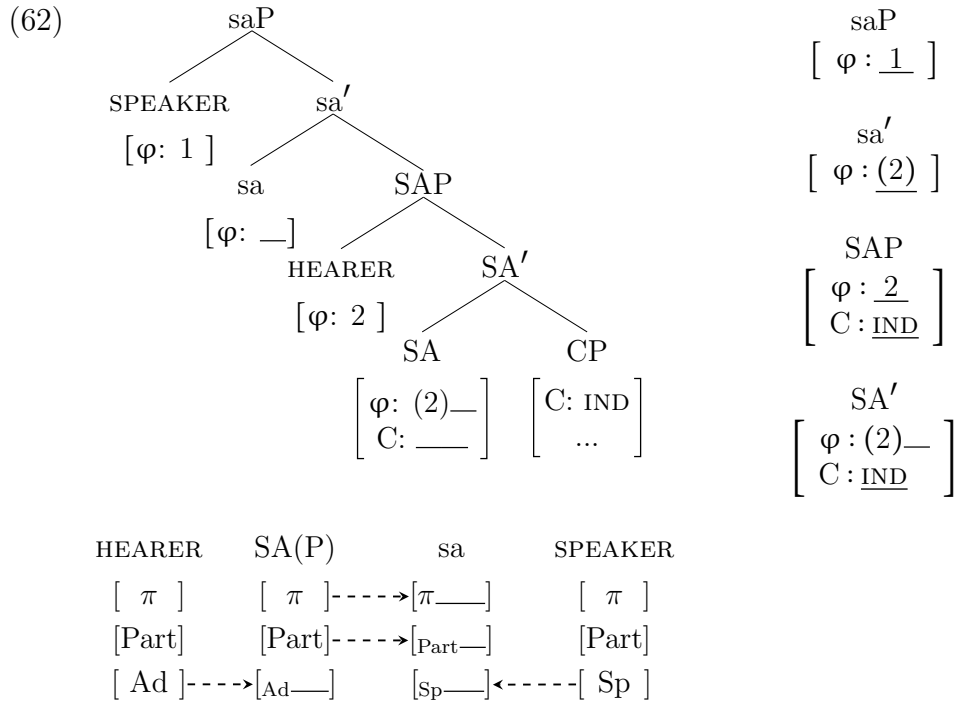 (62)
saP
SPEAKER sa′
[φ: 1 ]
sa SAP
[φ: __]
HEARER SA′
[φ: 2 ]
SA CP
[φ: (2)__ C: ____] [C: IND ...]
saP
[ φ : 1 ]
sa′
[ φ : (2) ]
SAP
[ φ : 2
C : IND ]
SA′
[ φ : (2)__
C : IND ]
HEARER SA(P) sa SPEAKER
[ π ] [ π ] [π____] [ π ]
[Part] [Part] [Part__] [Part]
[ Ad ] [Ad___] [Sp___] [ Sp ]